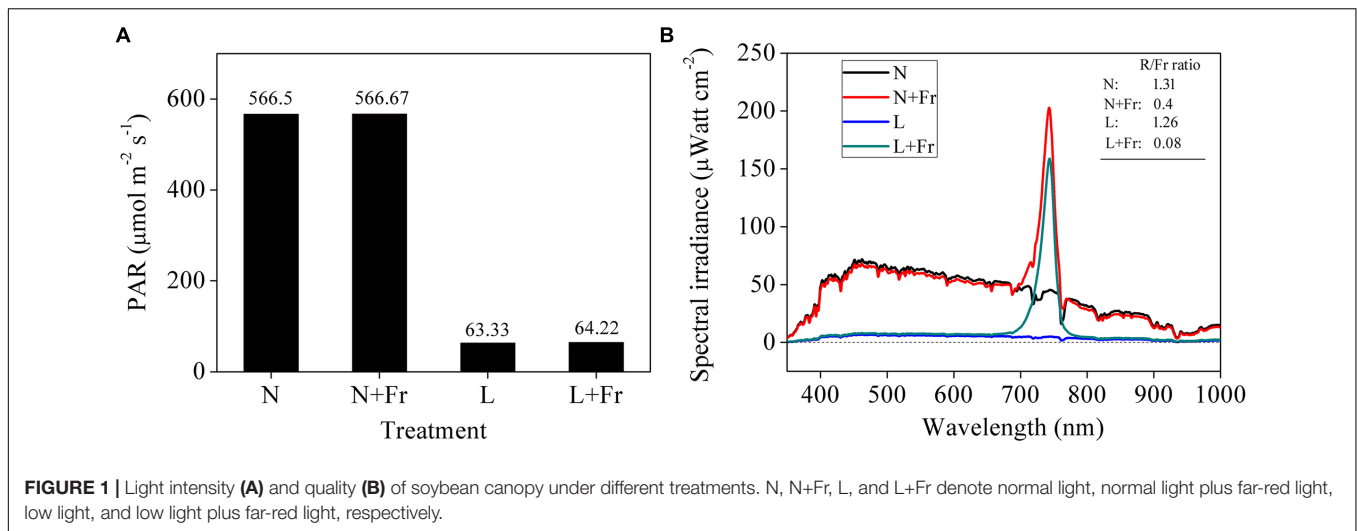 A
PAR (μmol m⁻² s⁻¹)
600
400
200
0
566.5
566.67
63.33
64.22
N
N+Fr
L
L+Fr
Treatment
B
Spectral irradiance (μWatt cm⁻²)
250
200
150
100
50
0
N
N+Fr
L
L+Fr
R/Fr ratio
N: 1.31
N+Fr: 0.4
L: 1.26
L+Fr: 0.08
400 500 600 700 800 900 1000
Wavelength (nm)
FIGURE 1 | Light intensity (A) and quality (B) of soybean canopy under different treatments. N, N+Fr, L, and L+Fr denote normal light, normal light plus far-red light,
low light, and low light plus far-red light, respectively.